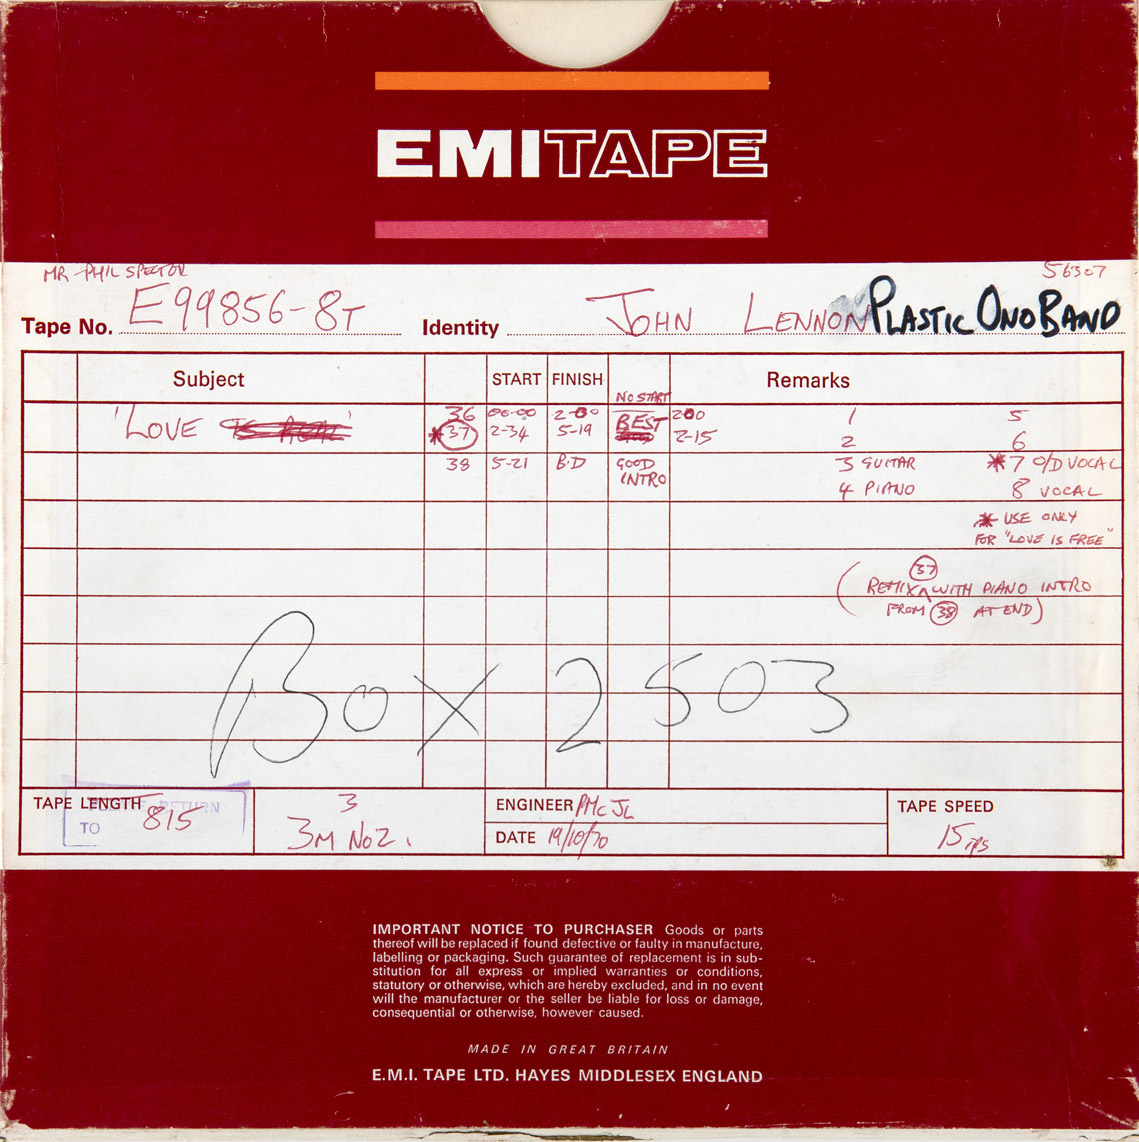 EMITAPE
MR PHIL SPECTOR
56307
Tape No. E99856-8T Identity JOHN LENNON PLASTIC ONO BAND
Subject START FINISH Remarks
NO START
'LOVE IS REAL' 36 00-00 2-00 200 1 5
*37 2-34 5-19 BEST 2-15 2 6
38 5-21 B.D GOOD INTRO 3 GUITAR * 7 O/D VOCAL
4 PIANO 8 VOCAL
* USE ONLY
FOR "LOVE IS FREE"
(REMIX 37 WITH PIANO INTRO
FROM 38 AT END)
BOX 2503
TAPE LENGTH 815 3 ENGINEER PMc JL TAPE SPEED
RETURN
TO
3M No2. DATE 19/10/70 15 ips
IMPORTANT NOTICE TO PURCHASER Goods or parts
thereof will be replaced if found defective or faulty in manufacture,
labelling or packaging. Such guarantee of replacement is in sub-
stitution for all express or implied warranties or conditions,
statutory or otherwise, which are hereby excluded, and in no event
will the manufacturer or the seller be liable for loss or damage,
consequential or otherwise, however caused.
MADE IN GREAT BRITAIN
E.M.I. TAPE LTD. HAYES MIDDLESEX ENGLAND